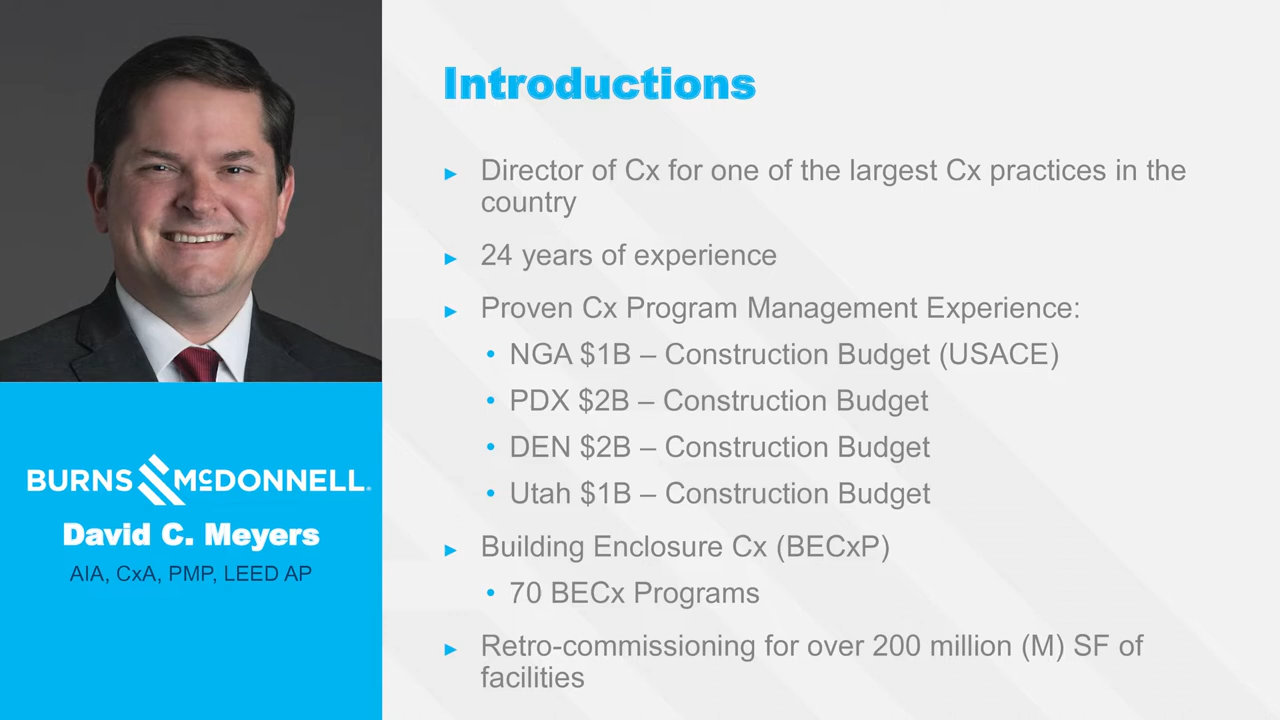 Introductions
► Director of Cx for one of the largest Cx practices in the
country
► 24 years of experience
► Proven Cx Program Management Experience:
• NGA $1B – Construction Budget (USACE)
• PDX $2B – Construction Budget
• DEN $2B – Construction Budget
• Utah $1B – Construction Budget
► Building Enclosure Cx (BECxP)
• 70 BECx Programs
► Retro-commissioning for over 200 million (M) SF of
facilities
BURNS McDONNELL®
David C. Meyers
AIA, CxA, PMP, LEED AP